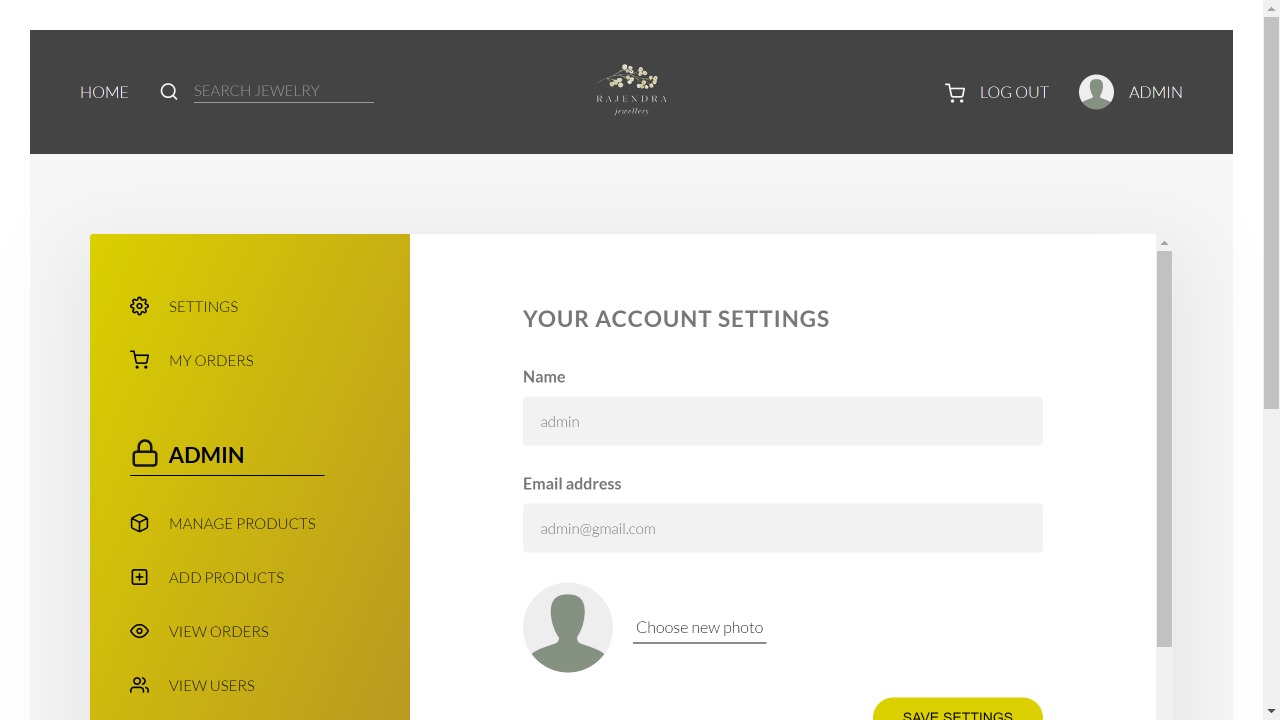 HOME
SEARCH JEWELRY
RAJENDRA
jewellery
LOG OUT
ADMIN
SETTINGS
MY ORDERS
ADMIN
MANAGE PRODUCTS
ADD PRODUCTS
VIEW ORDERS
VIEW USERS
YOUR ACCOUNT SETTINGS
Name
admin
Email address
admin@gmail.com
Choose new photo
SAVE SETTINGS